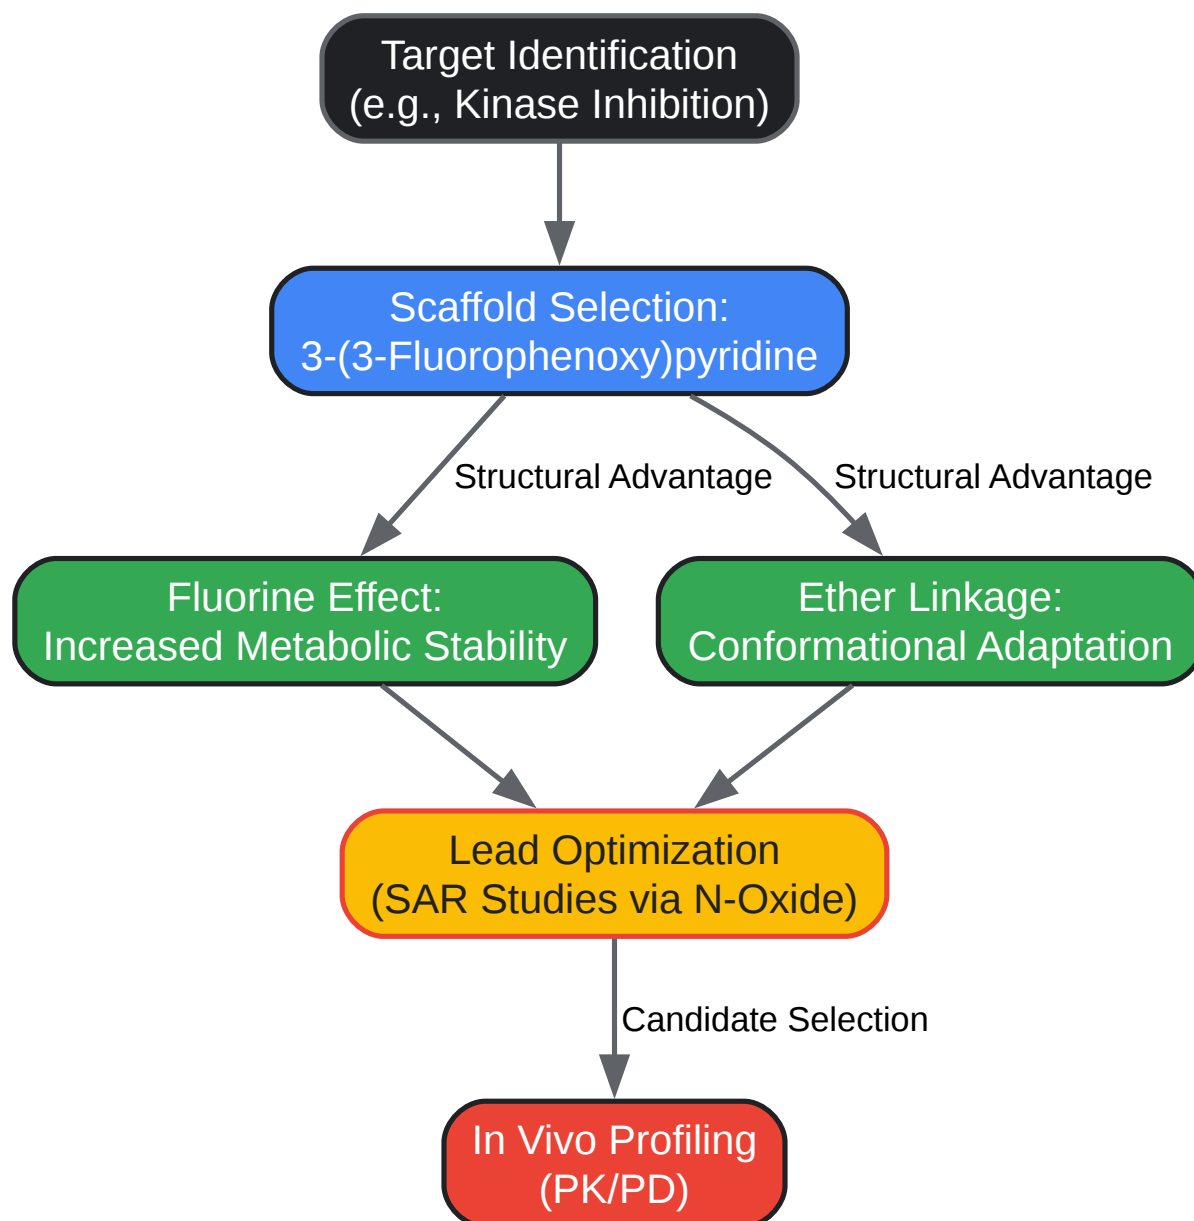 Target Identification
(e.g., Kinase Inhibition)
Scaffold Selection:
3-(3-Fluorophenoxy)pyridine
Structural Advantage
Structural Advantage
Fluorine Effect:
Increased Metabolic Stability
Ether Linkage:
Conformational Adaptation
Lead Optimization
(SAR Studies via N-Oxide)
Candidate Selection
In Vivo Profiling
(PK/PD)